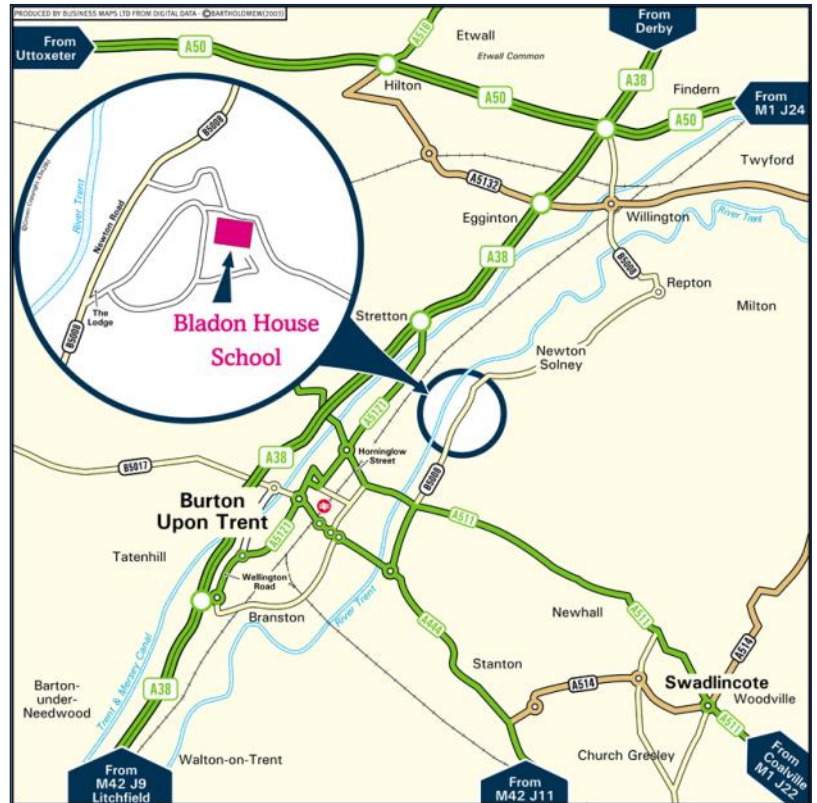 PRODUCED BY BUSINESS MAPS LTD FROM DIGITAL DATA - ©BARTHOLOMEW(2003)
From
Uttoxeter
A50
A516
Etwall
Etwall Common
From
Derby
Hilton
A50
A38
Findern
A50
From
M1 J24
Twyford
A5132
Egginton
Willington
River Trent
A38
B5008
Repton
Milton
Stretton
Newton
Solney
B5008
River Trent
Newton Road
The
Lodge
B5008
Bladon House
School
A5121
Horninglow
Street
B5008
B5017
A38
Burton
Upon Trent
A511
A5121
Tatenhill
Wellington
Road
Branston
River Trent
Newhall
A511
A444
Stanton
A514
A514
Swadlincote
Woodville
A511
Trent & Mersey Canal
Barton-
under-
Needwood
A38
Walton-on-Trent
Church Gresley
From
M42 J9
Litchfield
From
M42 J11
From
Coalville
M1 J22